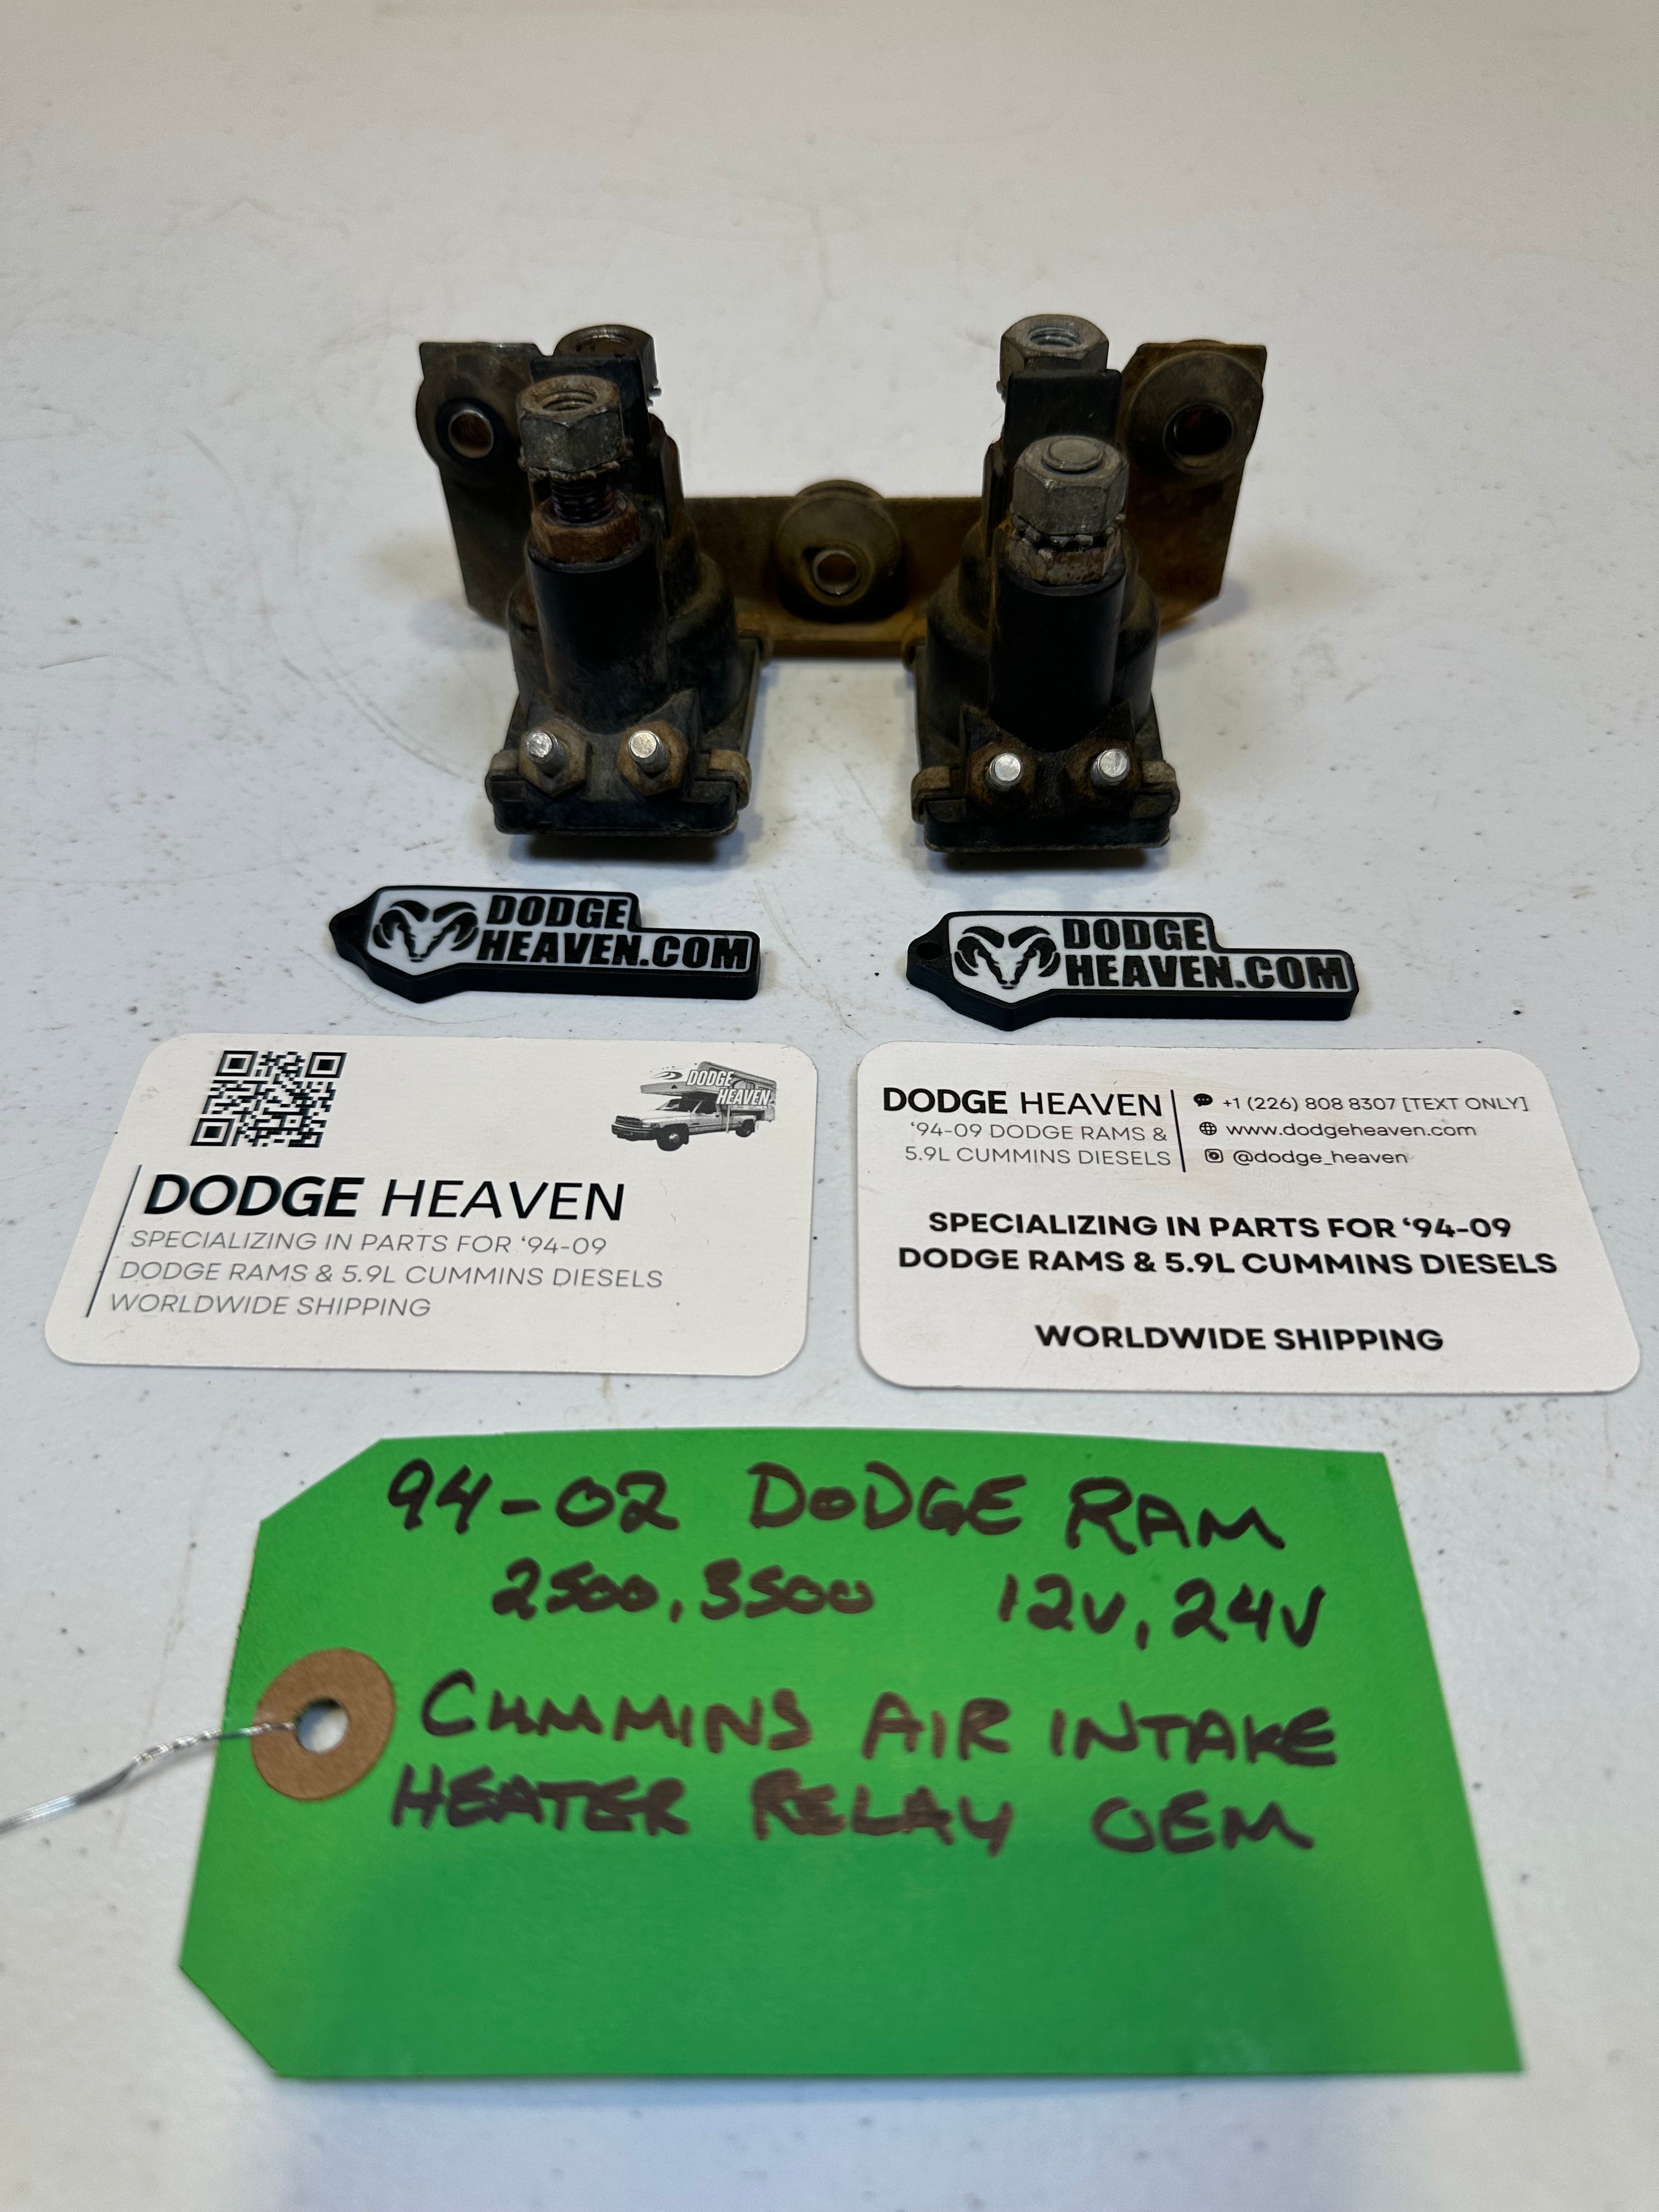 DODGE
HEAVEN.COM
DODGE
HEAVEN.COM
DODGE
HEAVEN
DODGE HEAVEN
SPECIALIZING IN PARTS FOR ‘94-09
DODGE RAMS & 5.9L CUMMINS DIESELS
WORLDWIDE SHIPPING
DODGE HEAVEN
‘94-09 DODGE RAMS &
5.9L CUMMINS DIESELS
+1 (226) 808 8307 [TEXT ONLY]
www.dodgeheaven.com
@dodge_heaven
SPECIALIZING IN PARTS FOR ‘94-09
DODGE RAMS & 5.9L CUMMINS DIESELS
WORLDWIDE SHIPPING
94-02 DODGE RAM
2500, 3500 12V, 24V
CUMMINS AIR INTAKE
HEATER RELAY OEM